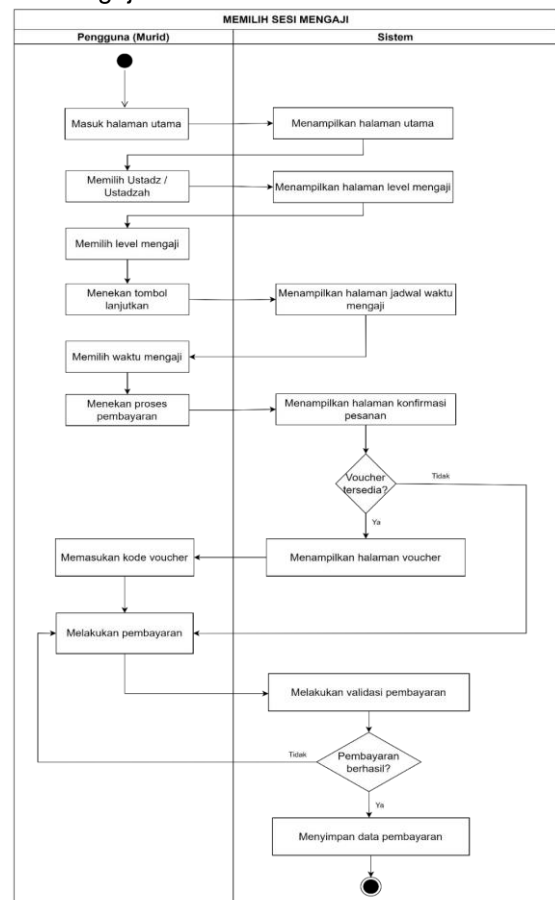 MEMILIH SESI MENGAJI
Pengguna (Murid)
Sistem
Masuk halaman utama
Menampilkan halaman utama
Memilih Ustadz /
Ustadzah
Menampilkan halaman level mengaji
Memilih level mengaji
Menekan tombol
lanjutkan
Menampilkan halaman jadwal waktu
mengaji
Memilih waktu mengaji
Menekan proses
pembayaran
Menampilkan halaman konfirmasi
pesanan
Voucher
tersedia?
Tidak
Ya
Memasukan kode voucher
Menampilkan halaman voucher
Melakukan pembayaran
Melakukan validasi pembayaran
Tidak
Pembayaran
berhasil?
Ya
Menyimpan data pembayaran